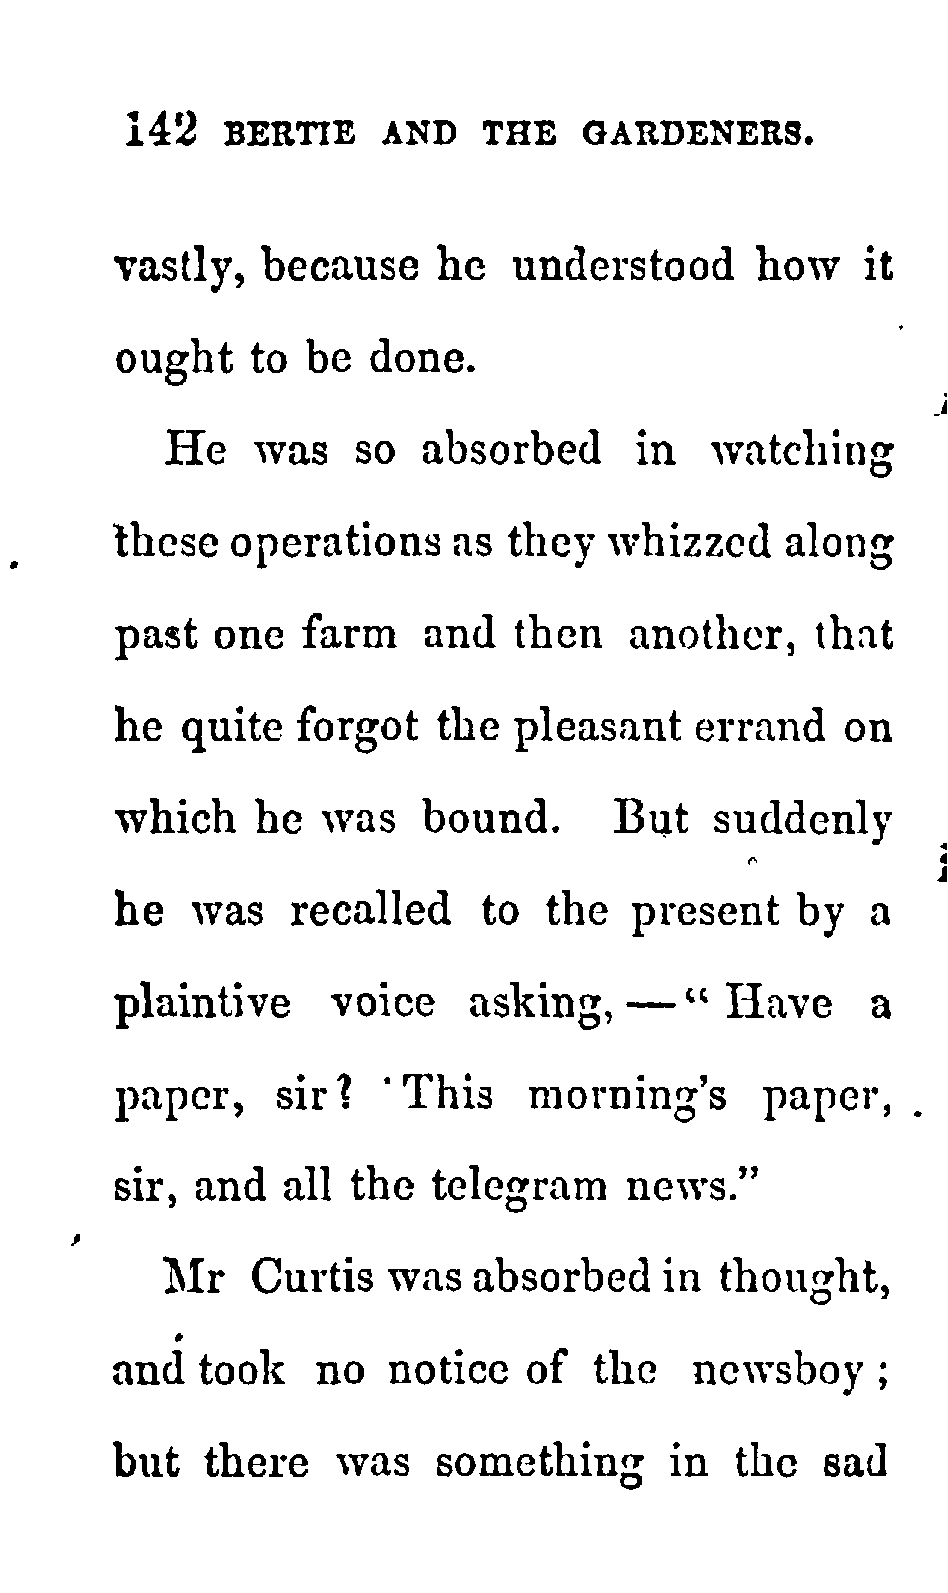 142 BERTIE AND THE GARDENERS.
vastly, because he understood how it
ought to be done.
He was so absorbed in watching
these operations as they whizzed along
past one farm and then another, that
he quite forgot the pleasant errand on
which he was bound. But suddenly
he was recalled to the present by a
plaintive voice asking,—“ Have a
paper, sir? This morning’s paper,
sir, and all the telegram news.”
Mr Curtis was absorbed in thought,
and took no notice of the newsboy ;
but there was something in the sad